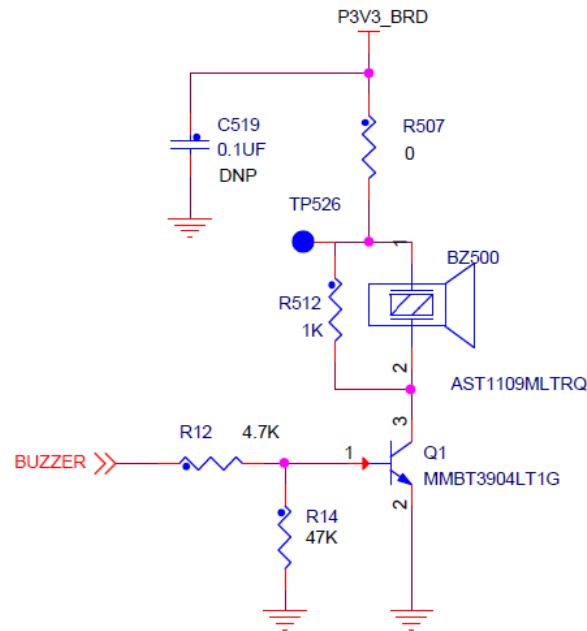 P3V3_BRD
C519
0.1UF
DNP
R507
0
TP526
1
BZ500
R512
1K
2
AST1109MLTRQ
3
R12
4.7K
BUZZER
1
Q1
MMBT3904LT1G
2
R14
47K